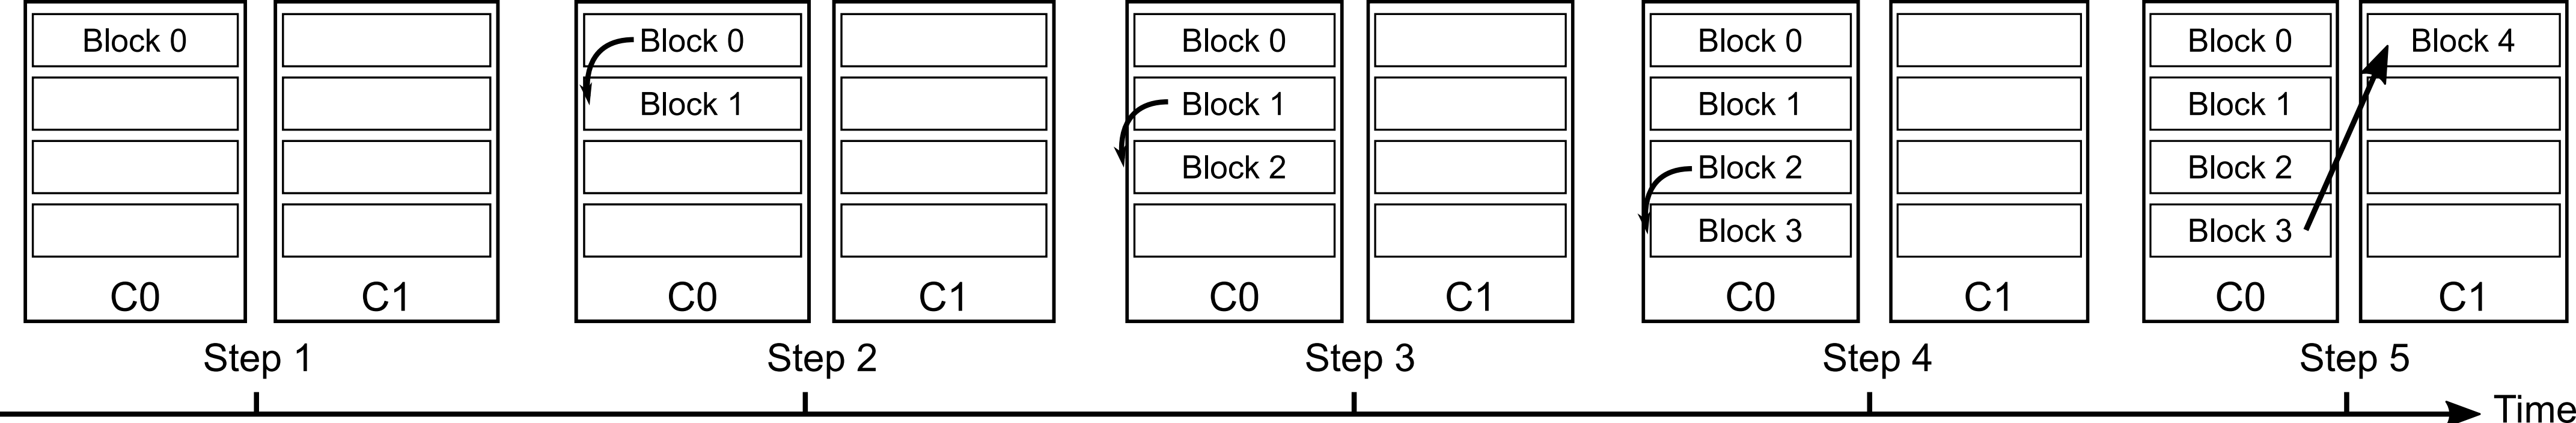 Block 0
C0
C1
Step 1
Block 0
Block 1
C0
C1
Step 2
Block 0
Block 1
Block 2
C0
C1
Step 3
Block 0
Block 1
Block 2
Block 3
C0
C1
Step 4
Block 0
Block 1
Block 2
Block 3
C0
Block 4
C1
Step 5
Time